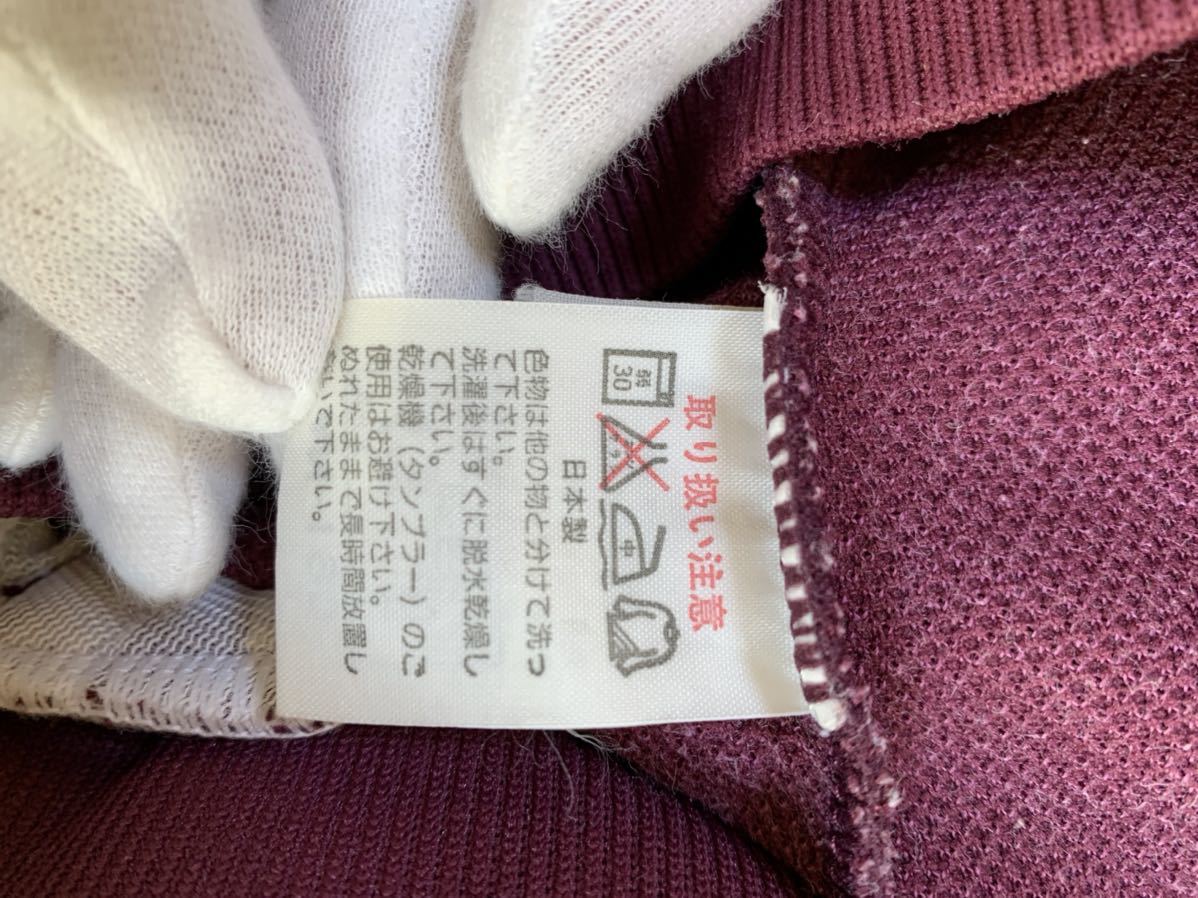 取り扱い注意
弱
30
中
日本製
色物は他の物と分けて洗っ
て下さい。
洗濯後はすぐに脱水乾燥し
て下さい。
乾燥機（タンブラー）のご
使用はお避け下さい。
ぬれたままで長時間放置し
ないで下さい。